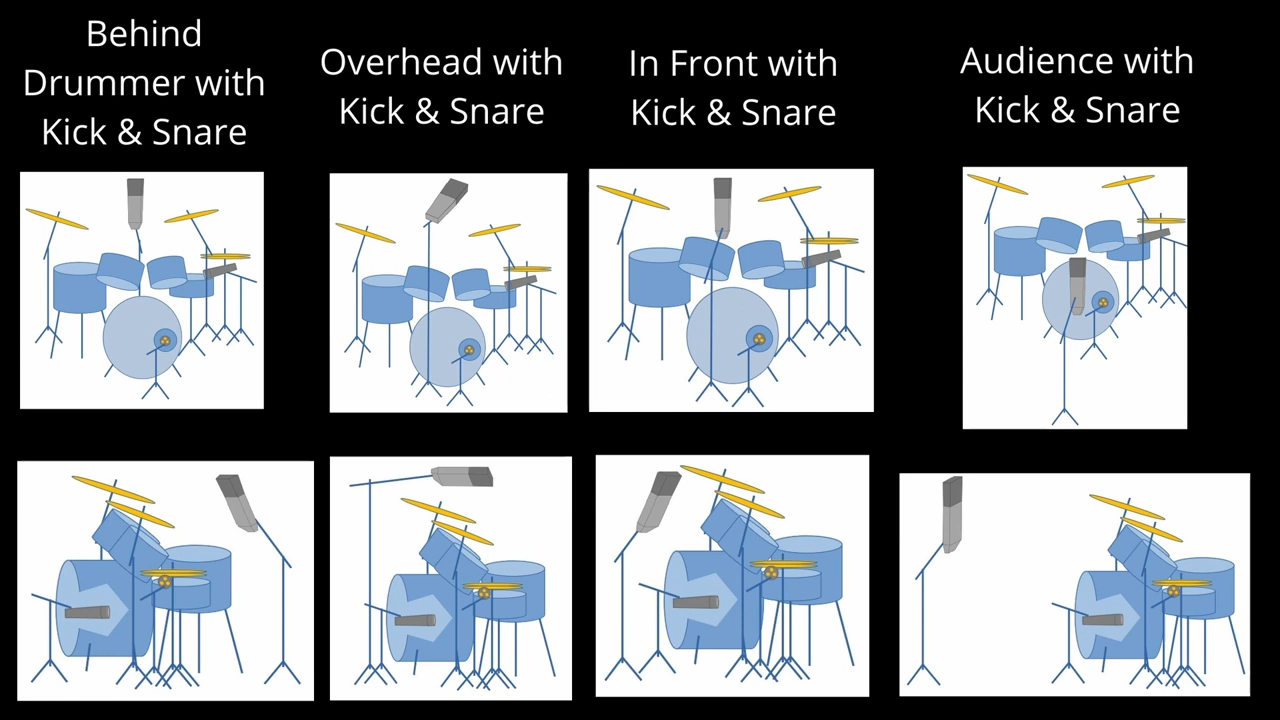 Behind
Drummer with
Kick & Snare
Overhead with
Kick & Snare
In Front with
Kick & Snare
Audience with
Kick & Snare